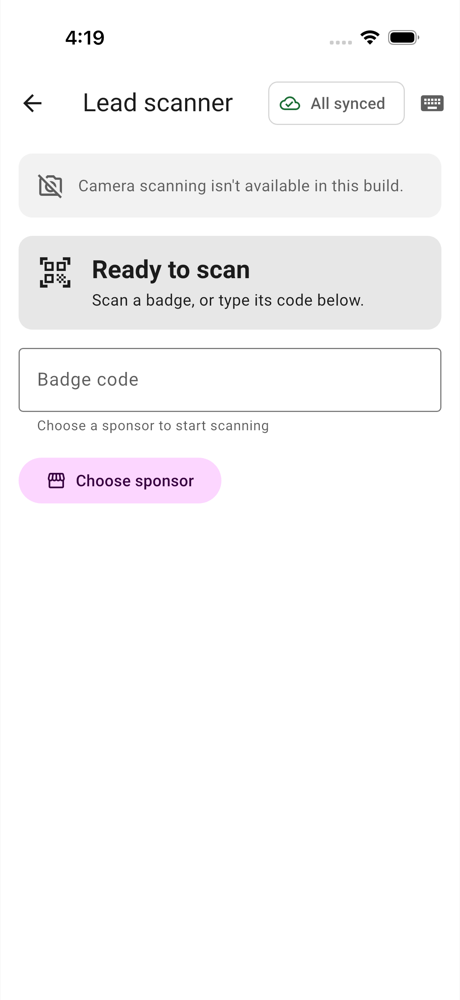 4:19
Lead scanner
All synced
Camera scanning isn't available in this build.
Ready to scan
Scan a badge, or type its code below.
Badge code
Choose a sponsor to start scanning
Choose sponsor